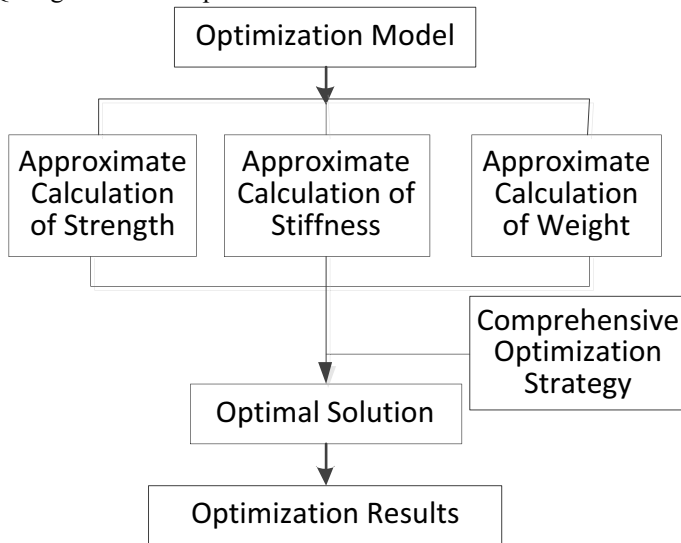 Optimization Model
Approximate
Calculation
of Strength
Approximate
Calculation of
Stiffness
Approximate
Calculation
of Weight
Comprehensive
Optimization
Strategy
Optimal Solution
Optimization Results